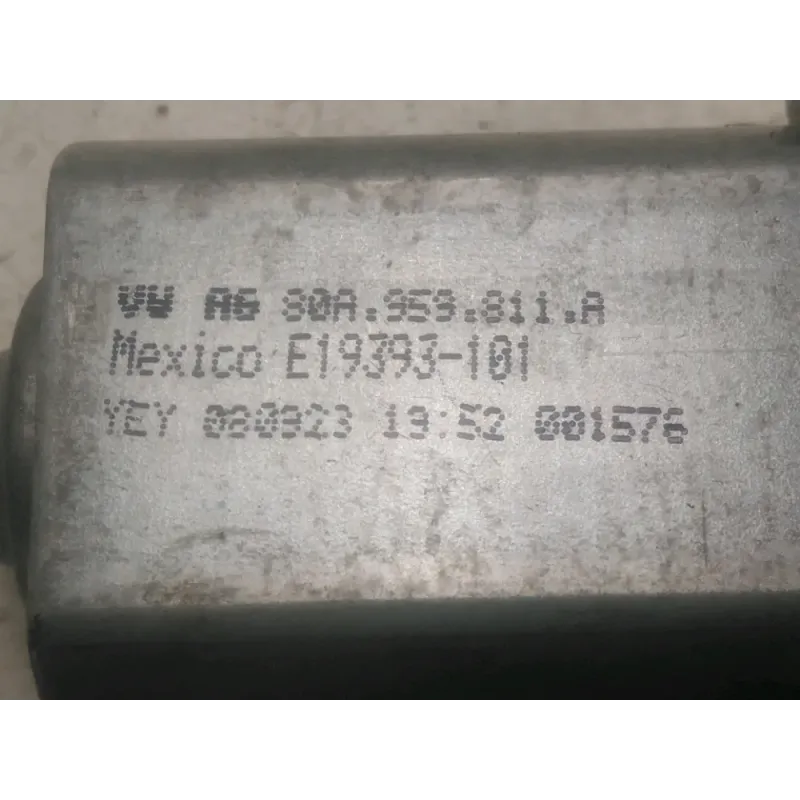 VW AG 80A.959.811.A
Mexico E19393-101
YEY 080923 19:52 001576